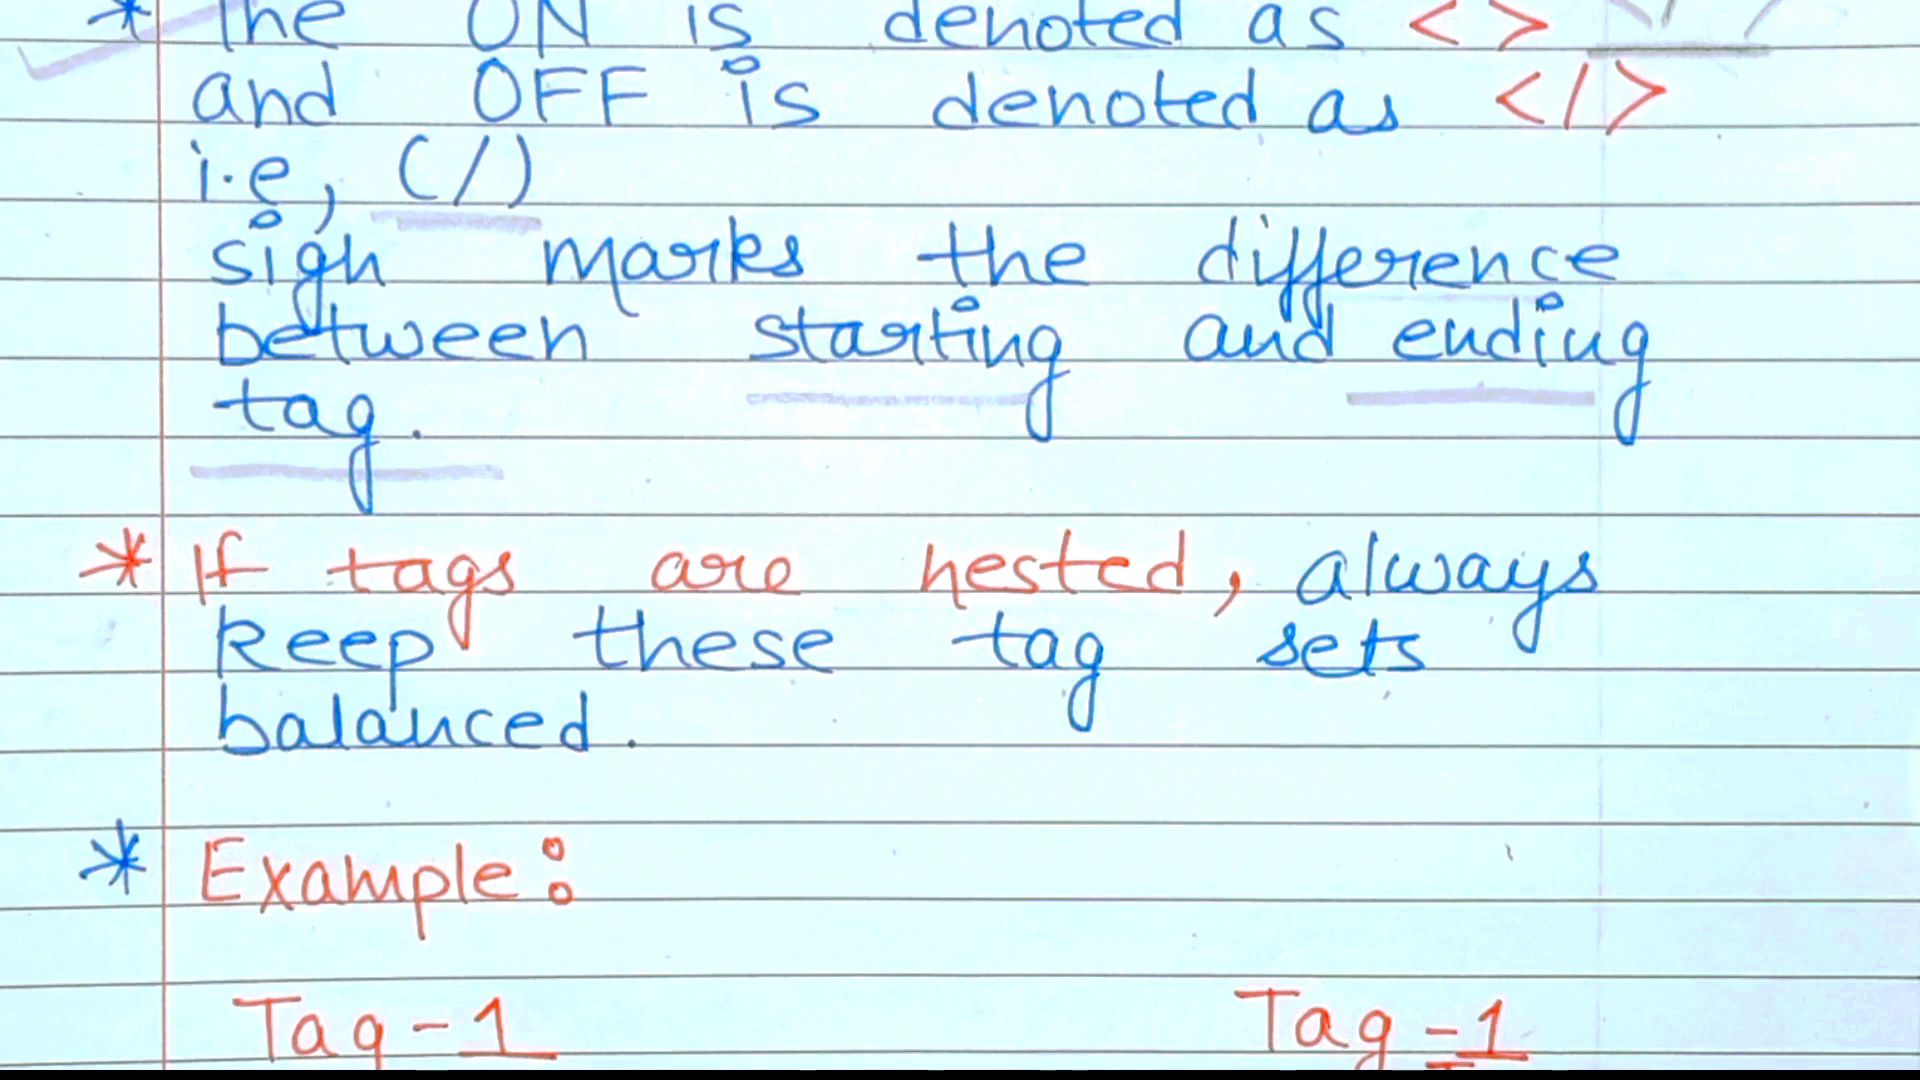 * The ON is denoted as < >
and OFF is denoted as </>
i.e, (/)
sign marks the difference
between starting and ending
tag.
* If tags are nested, always
keep these tag sets
balanced.
* Example:
Tag-1 Tag-1